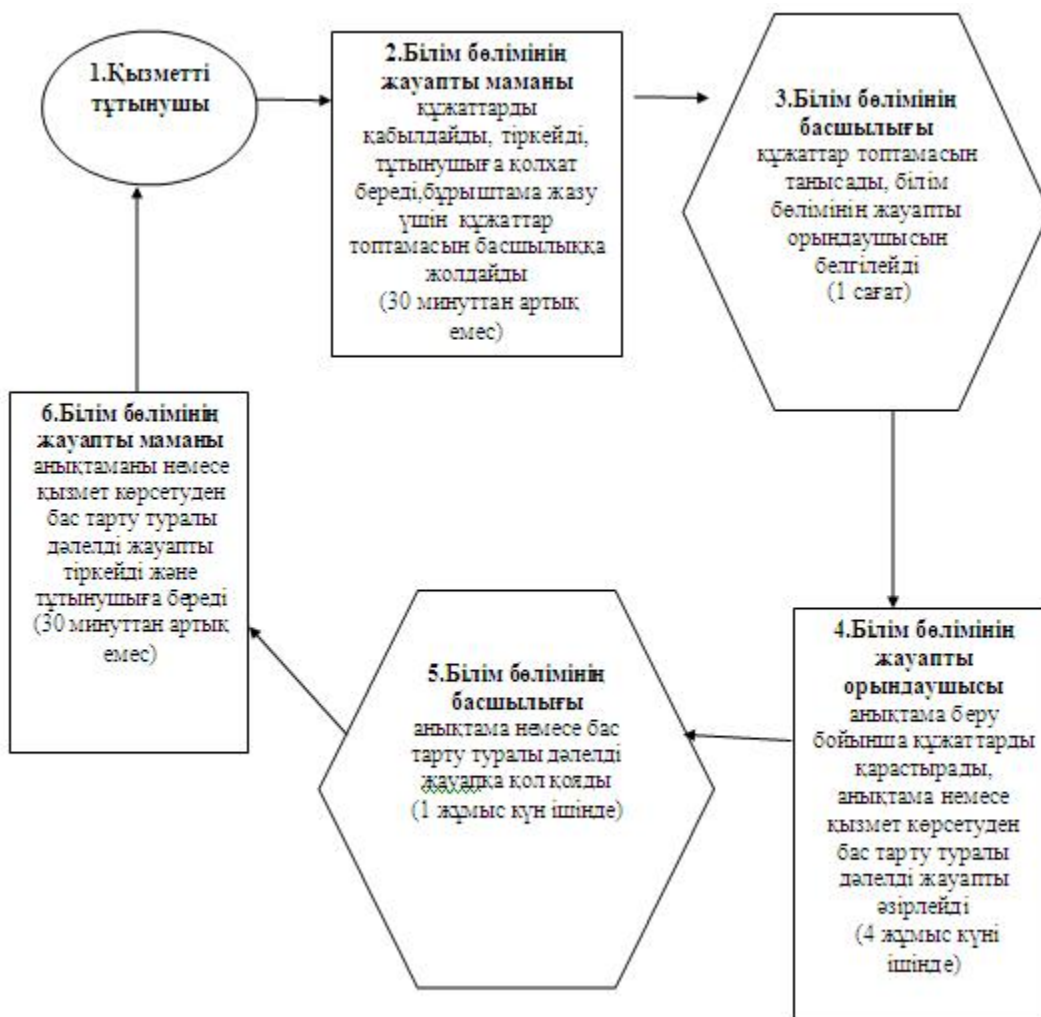 1.Қызметті
тұтынушы
2.Білім бөлімінің
жауапты маманы
құжаттарды
қабылдайды, тіркейді,
тұтынушыға қолхат
береді,бұрыштама жазу
үшін құжаттар
топтамасын басшылыққа
жолдайды
(30 минуттан артық
емес)
3.Білім бөлімінің
басшылығы
құжаттар топтамасын
танысады, білім
бөлімінің жауапты
орындаушысын
белгілейді
(1 сағат)
4.Білім бөлімінің
жауапты
орындаушысы
анықтама беру
бойынша құжаттарды
қарастырады,
анықтама немесе
қызмет көрсетуден
бас тарту туралы
дәлелді жауапты
әзірлейді
(4 жұмыс күні
ішінде)
5.Білім бөлімінің
басшылығы
анықтама немесе бас
тарту туралы дәлелді
жауапқа қол қояды
(1 жұмыс күн ішінде)
6.Білім бөлімінің
жауапты маманы
анықтаманы немесе
қызмет көрсетуден
бас тарту туралы
дәлелді жауапты
тіркейді және
тұтынушыға береді
(30 минуттан артық
емес)